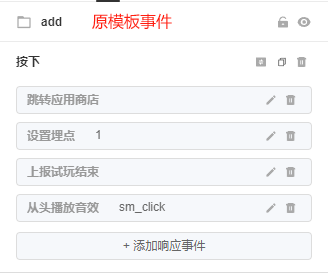 add 原模板事件
按下
跳转应用商店
设置埋点 1
上报试玩结束
从头播放音效 sm_click
+ 添加响应事件